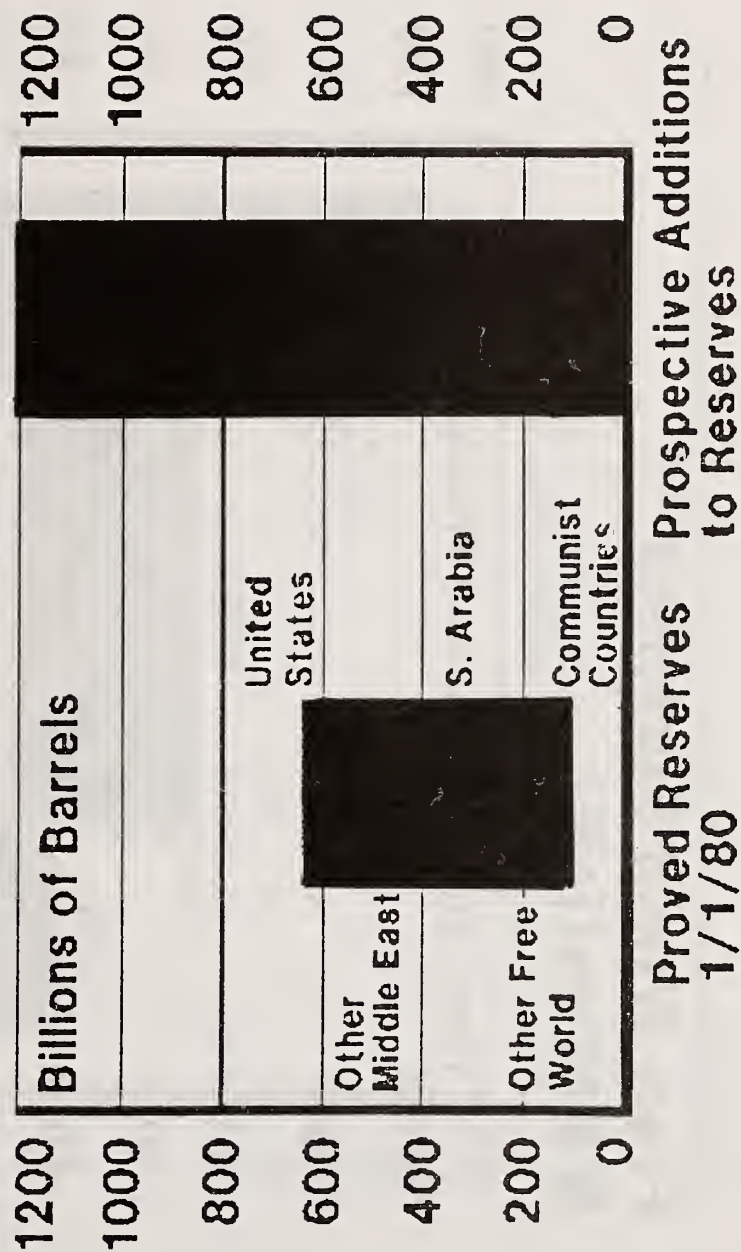 Billions of Barrels
1200
1000
800
600
400
200
0
1200
1000
800
600
400
200
0
United
States
Other
Middle East
S. Arabia
Other Free
World
Communist
Countries
Proved Reserves
1/1/80
Prospective Additions
to Reserves